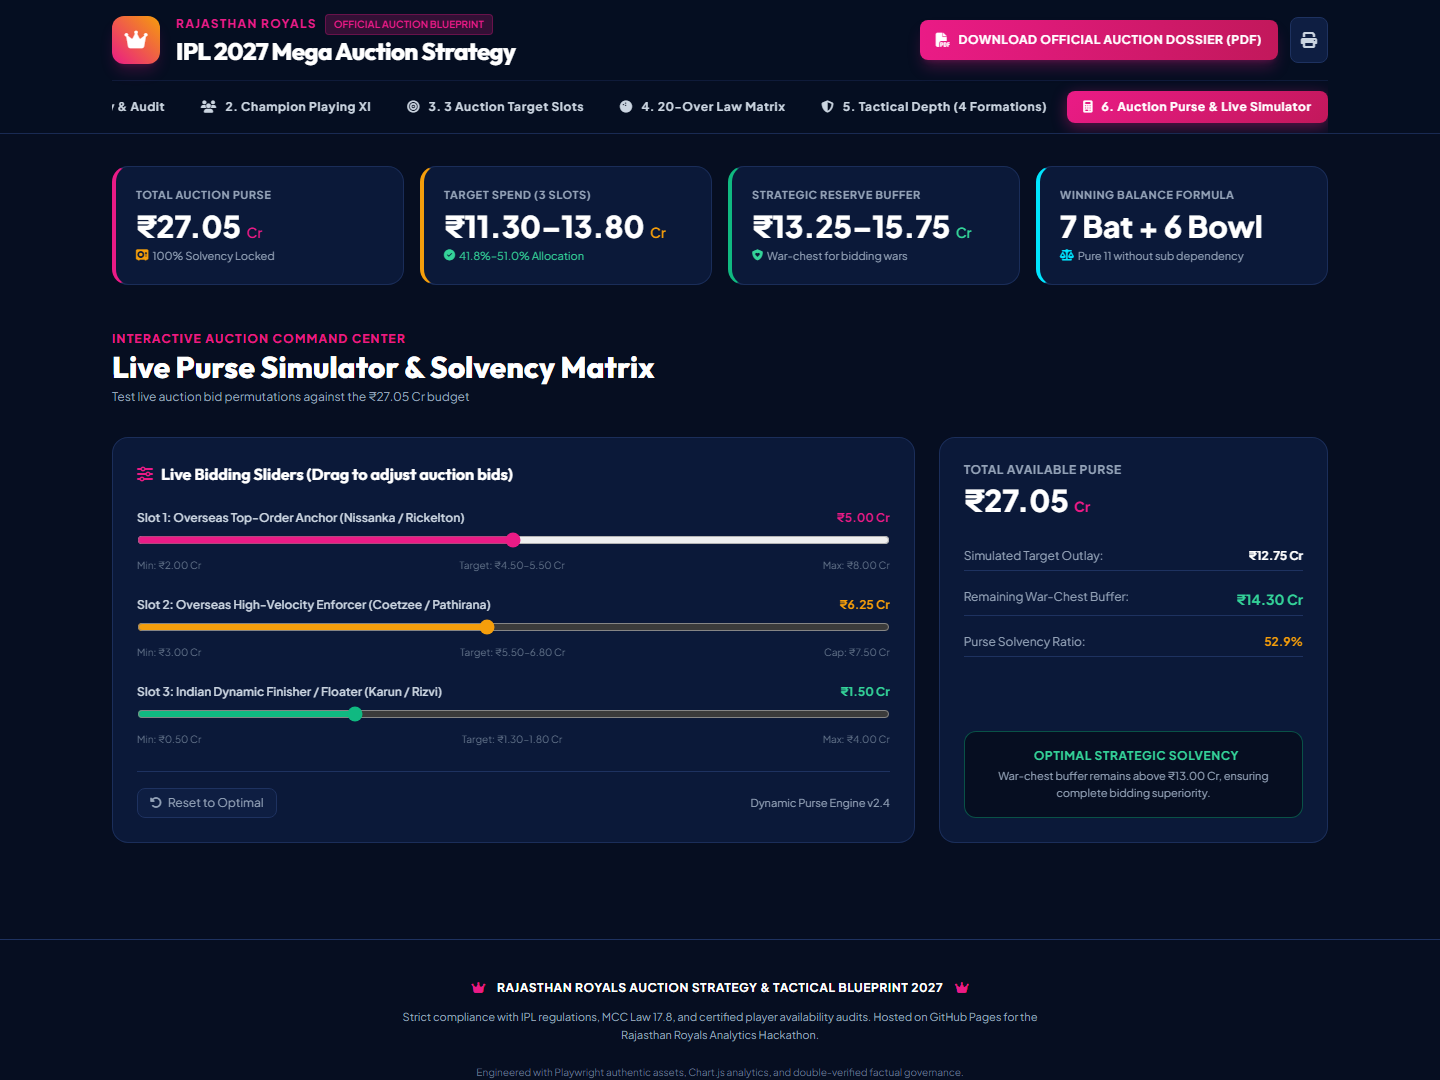 RAJASTHAN ROYALS
OFFICIAL AUCTION BLUEPRINT
IPL 2027 Mega Auction Strategy
DOWNLOAD OFFICIAL AUCTION DOSSIER (PDF)
& Audit
2. Champion Playing XI
3. 3 Auction Target Slots
4. 20-Over Law Matrix
5. Tactical Depth (4 Formations)
6. Auction Purse & Live Simulator
TOTAL AUCTION PURSE
₹27.05 Cr
100% Solvency Locked
TARGET SPEND (3 SLOTS)
₹11.30–13.80 Cr
41.8%–51.0% Allocation
STRATEGIC RESERVE BUFFER
₹13.25–15.75 Cr
War-chest for bidding wars
WINNING BALANCE FORMULA
7 Bat + 6 Bowl
Pure 11 without sub dependency
INTERACTIVE AUCTION COMMAND CENTER
Live Purse Simulator & Solvency Matrix
Test live auction bid permutations against the ₹27.05 Cr budget
Live Bidding Sliders (Drag to adjust auction bids)
Slot 1: Overseas Top-Order Anchor (Nissanka / Rickelton)
₹5.00 Cr
Min: ₹2.00 Cr
Target: ₹4.50–5.50 Cr
Max: ₹8.00 Cr
Slot 2: Overseas High-Velocity Enforcer (Coetzee / Pathirana)
₹6.25 Cr
Min: ₹3.00 Cr
Target: ₹5.50–6.80 Cr
Cap: ₹7.50 Cr
Slot 3: Indian Dynamic Finisher / Floater (Karun / Rizvi)
₹1.50 Cr
Min: ₹0.50 Cr
Target: ₹1.30–1.80 Cr
Max: ₹4.00 Cr
Reset to Optimal
Dynamic Purse Engine v2.4
TOTAL AVAILABLE PURSE
₹27.05 Cr
Simulated Target Outlay:
₹12.75 Cr
Remaining War-Chest Buffer:
₹14.30 Cr
Purse Solvency Ratio:
52.9%
OPTIMAL STRATEGIC SOLVENCY
War-chest buffer remains above ₹13.00 Cr, ensuring
complete bidding superiority.
RAJASTHAN ROYALS AUCTION STRATEGY & TACTICAL BLUEPRINT 2027
Strict compliance with IPL regulations, MCC Law 17.8, and certified player availability audits. Hosted on GitHub Pages for the
Rajasthan Royals Analytics Hackathon.
Engineered with Playwright authentic assets, Chart.js analytics, and double-verified factual governance.